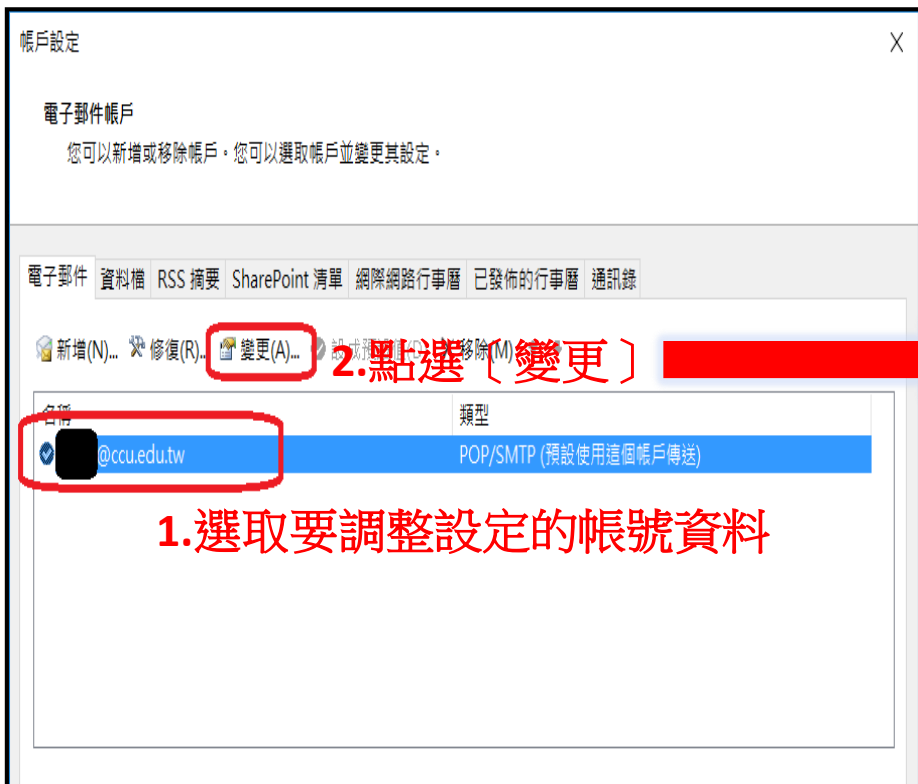 帳戶設定
電子郵件帳戶
您可以新增或移除帳戶。您可以選取帳戶並變更其設定。
電子郵件 資料檔 RSS 摘要 SharePoint 清單 網際網路行事曆 已發佈的行事曆 通訊錄
新增(N)... 修復(R)... 變更(A)... 移除(M)
2.點選〔變更〕
名稱 類型
@ccu.edu.tw POP/SMTP (預設使用這個帳戶傳送)
1.選取要調整設定的帳號資料